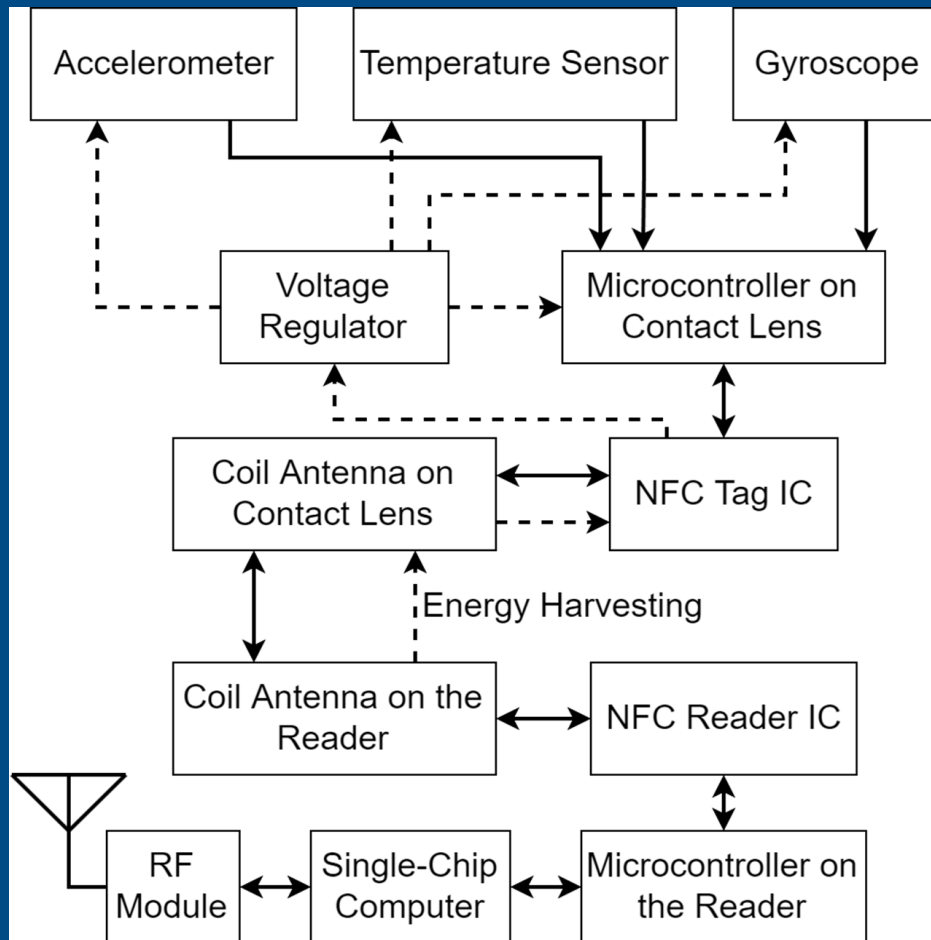 Accelerometer
Temperature Sensor
Gyroscope
Voltage
Regulator
Microcontroller on
Contact Lens
Coil Antenna on
Contact Lens
NFC Tag IC
Energy Harvesting
Coil Antenna on the
Reader
NFC Reader IC
RF
Module
Single-Chip
Computer
Microcontroller on
the Reader